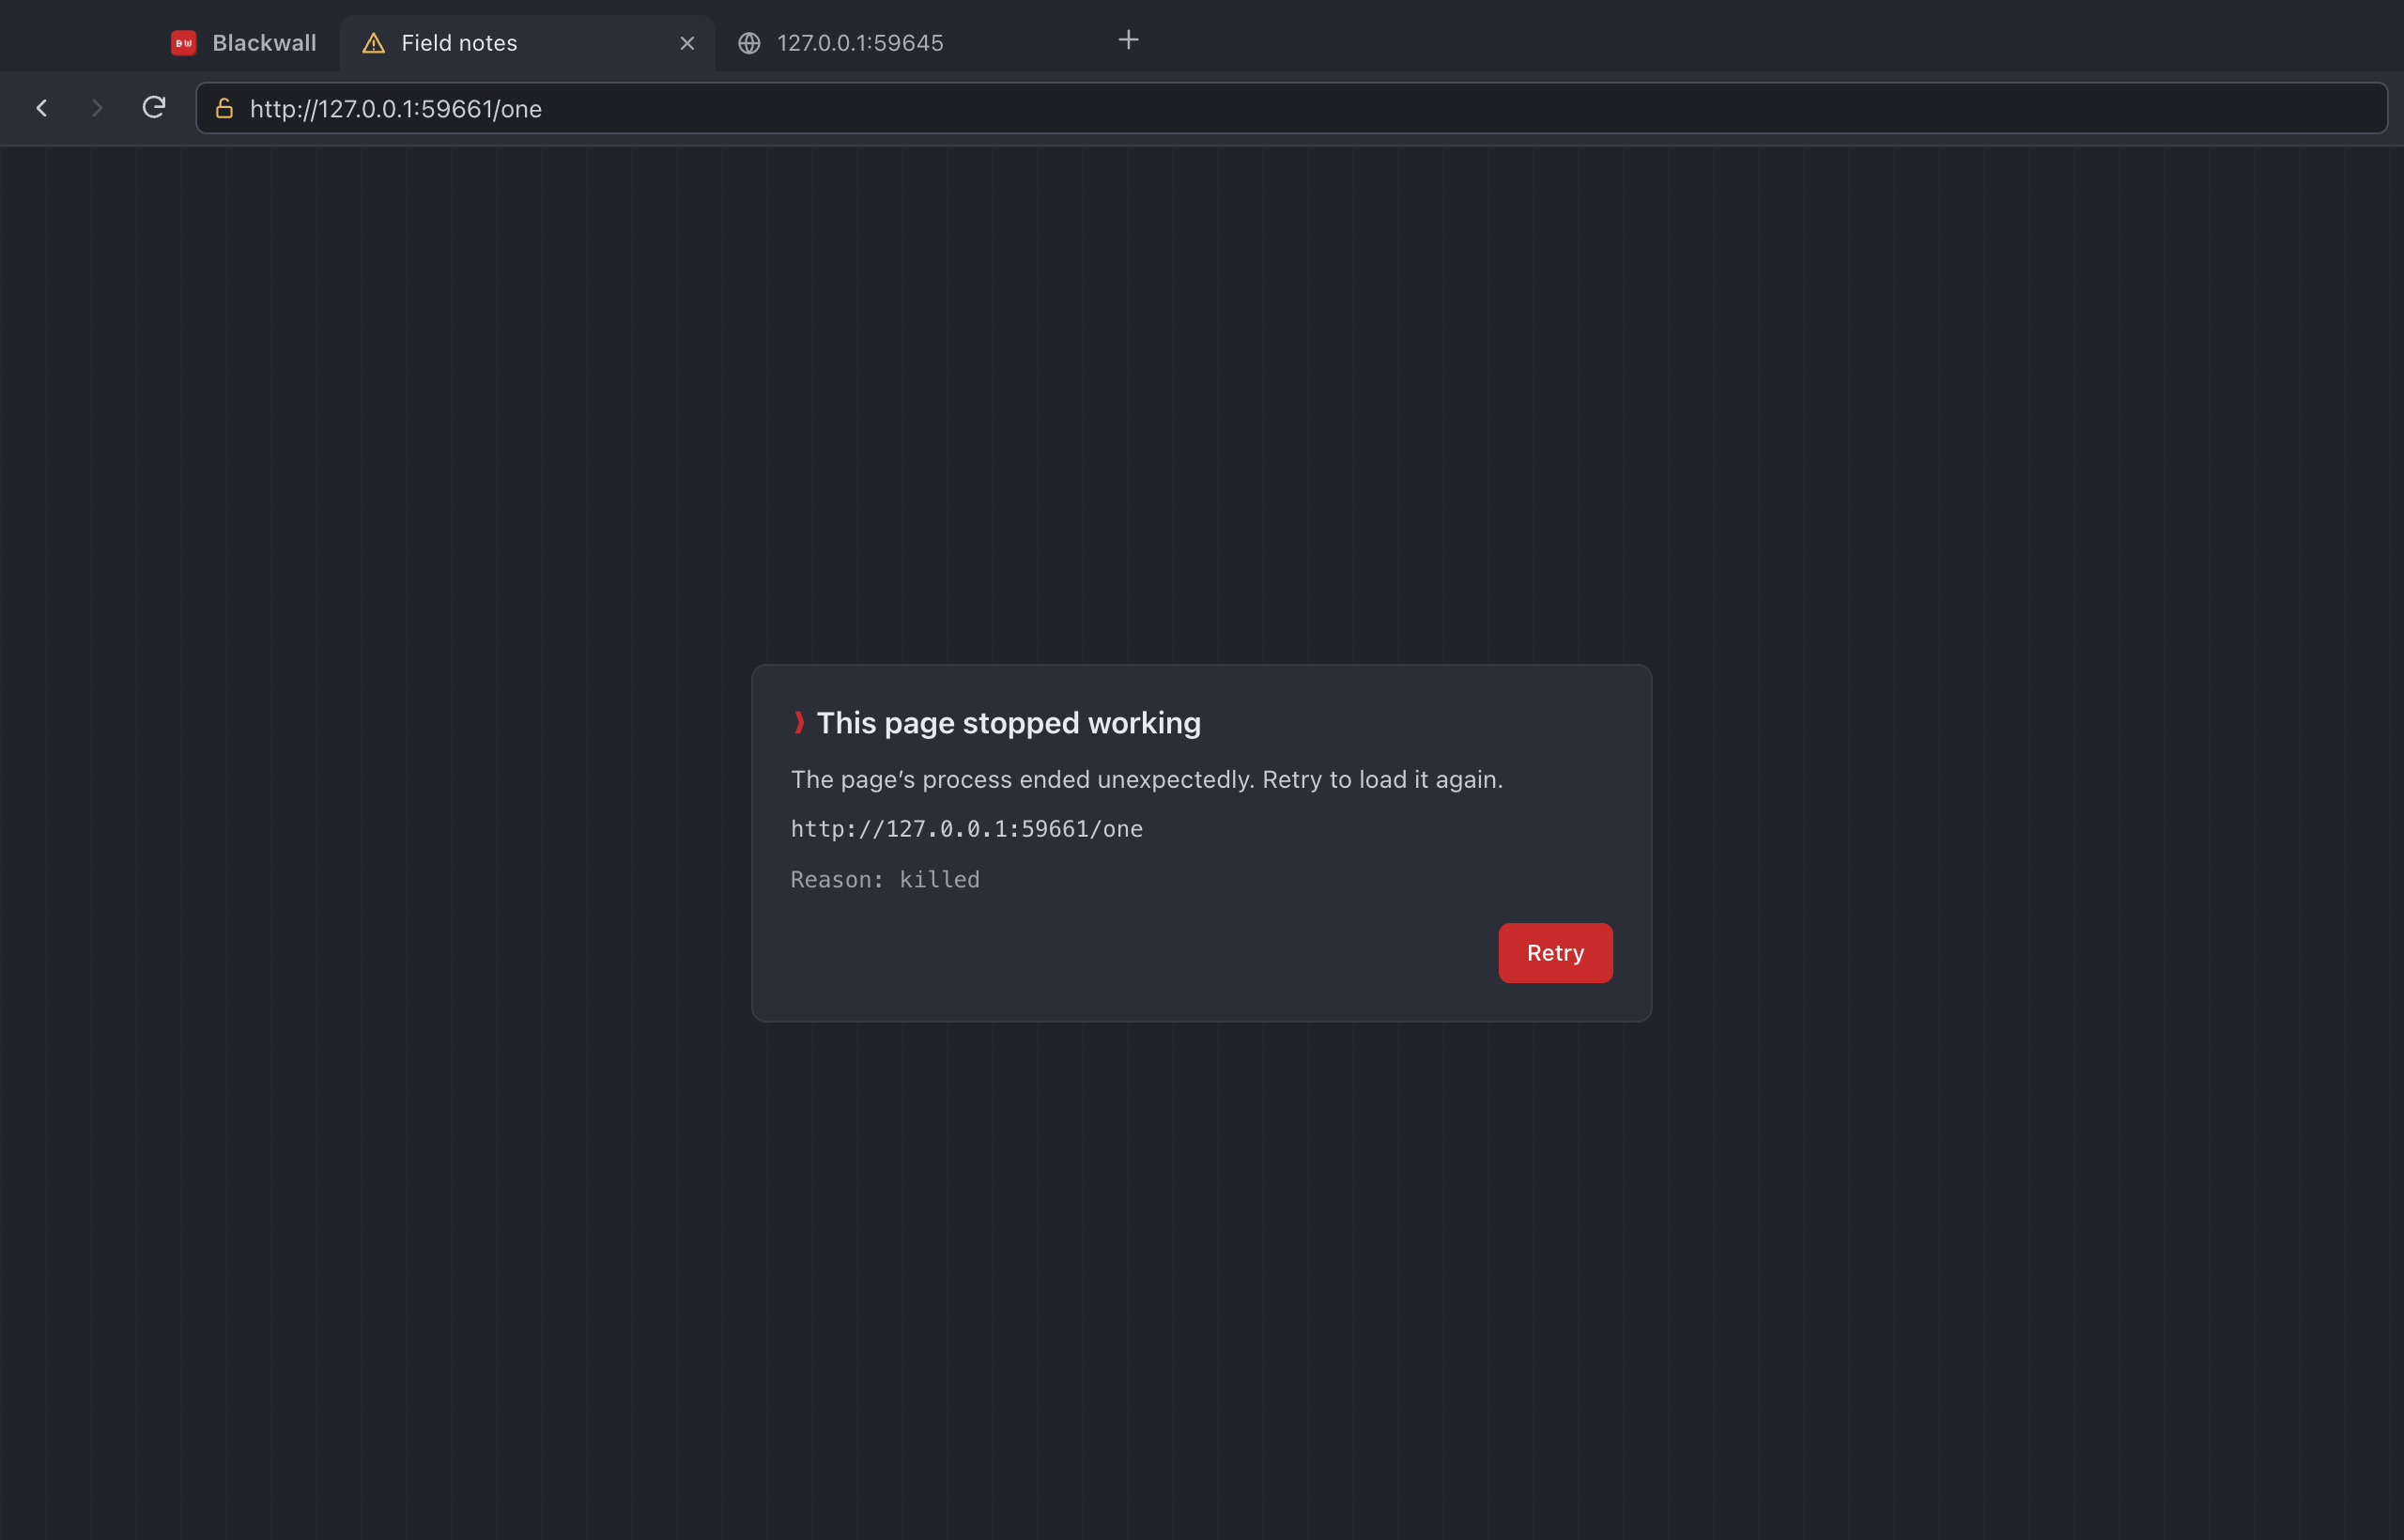 BW Blackwall
Field notes
127.0.0.1:59645
http://127.0.0.1:59661/one
This page stopped working
The page’s process ended unexpectedly. Retry to load it again.
http://127.0.0.1:59661/one
Reason: killed
Retry